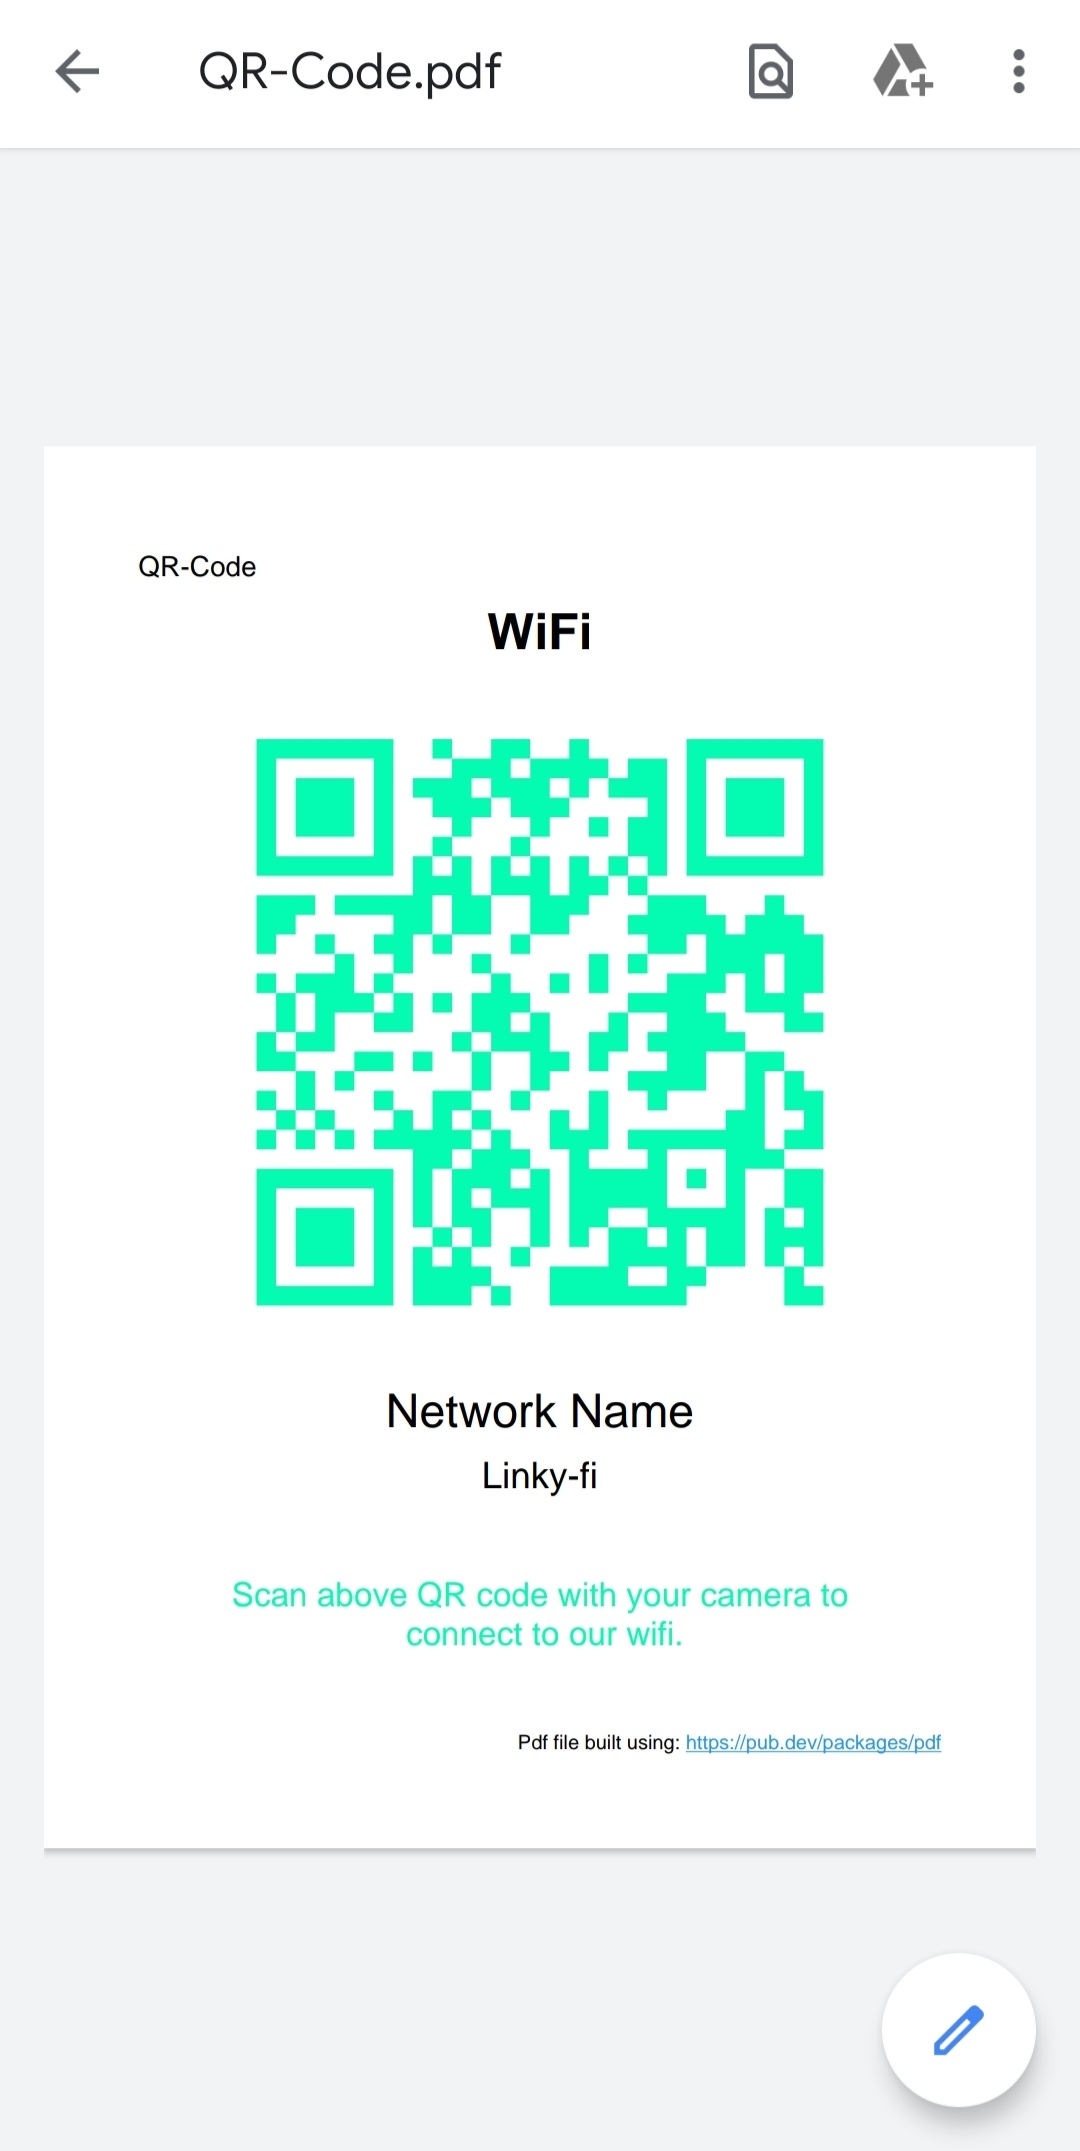 QR-Code.pdf
QR-Code
WiFi
Network Name
Linky-fi
Scan above QR code with your camera to
connect to our wifi.
Pdf file built using: https://pub.dev/packages/pdf